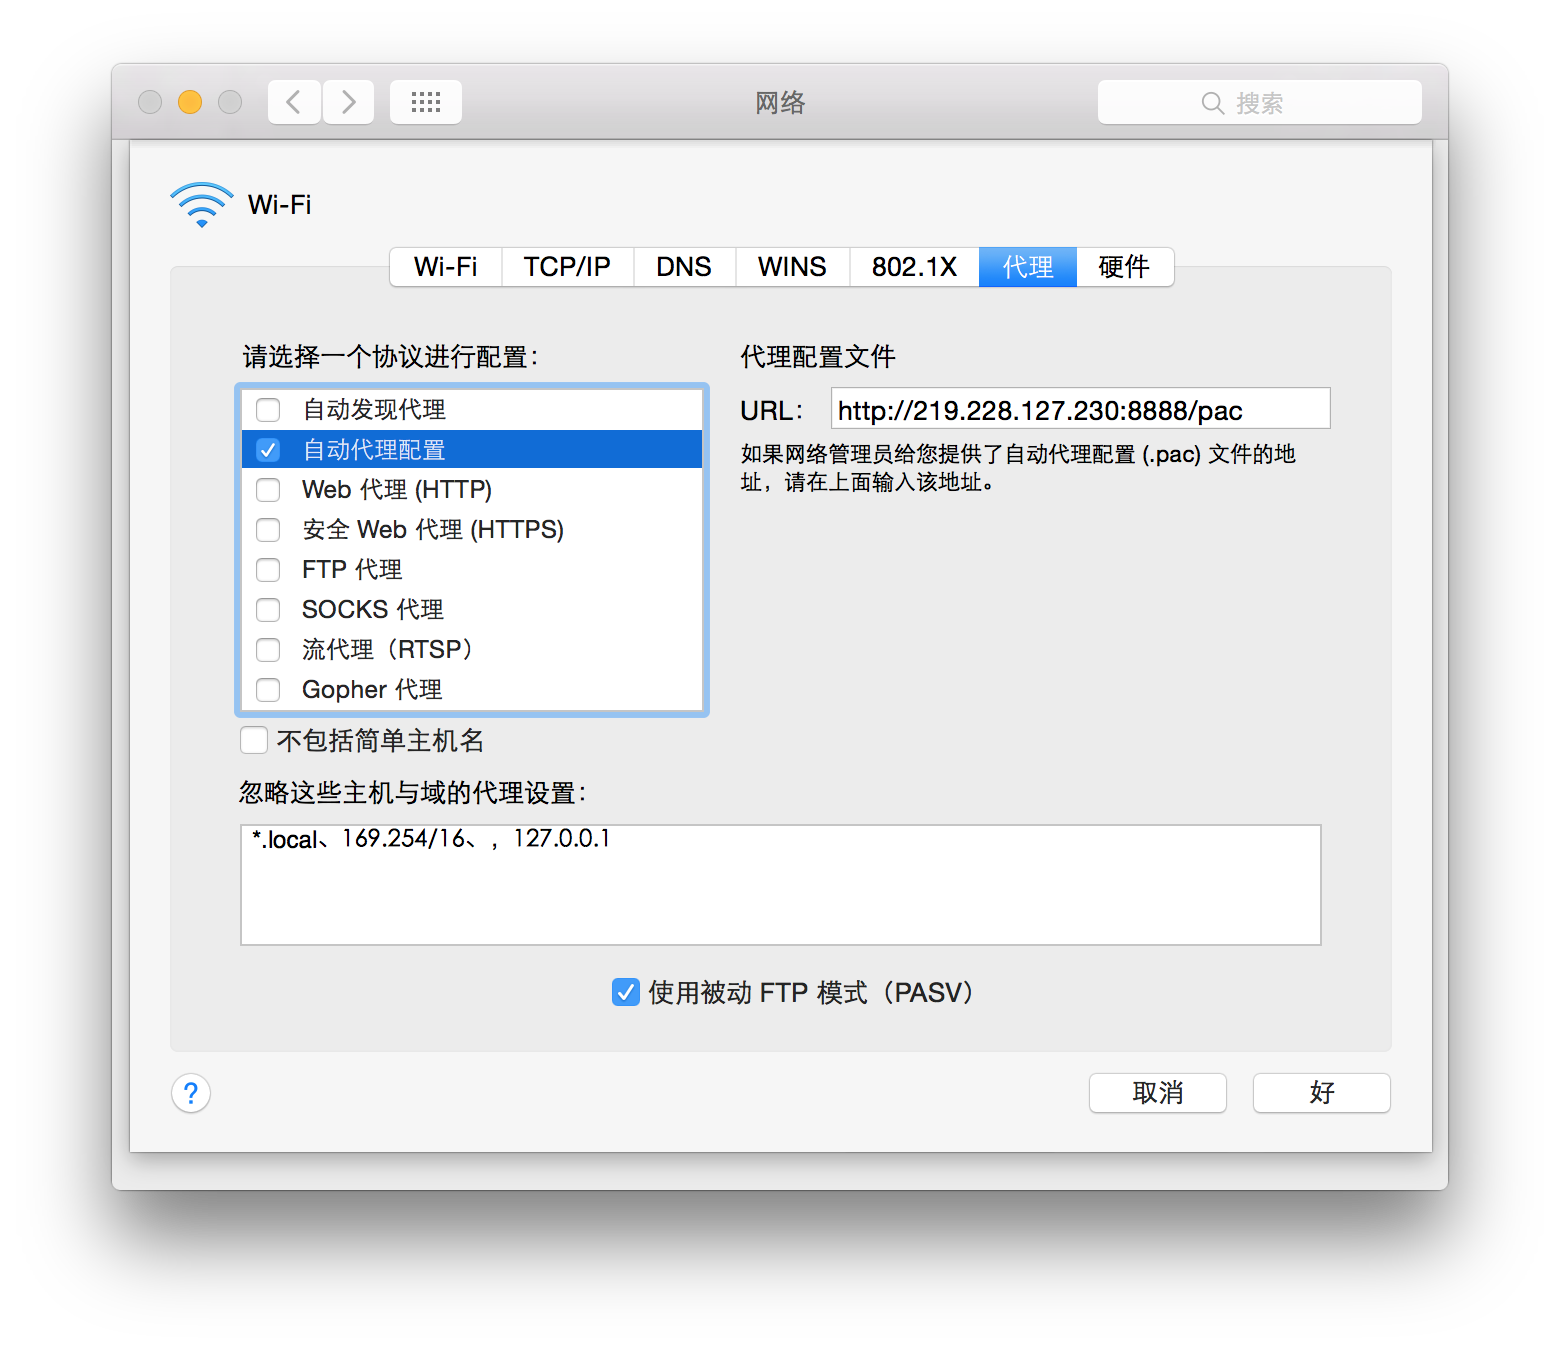 网络
搜索
Wi-Fi
Wi-Fi TCP/IP DNS WINS 802.1X 代理 硬件
请选择一个协议进行配置：
自动发现代理
自动代理配置
Web 代理 (HTTP)
安全 Web 代理 (HTTPS)
FTP 代理
SOCKS 代理
流代理（RTSP）
Gopher 代理
代理配置文件
URL： http://219.228.127.230:8888/pac
如果网络管理员给您提供了自动代理配置 (.pac) 文件的地
址，请在上面输入该地址。
不包括简单主机名
忽略这些主机与域的代理设置：
*.local、169.254/16、，127.0.0.1
使用被动 FTP 模式（PASV）
?
取消
好